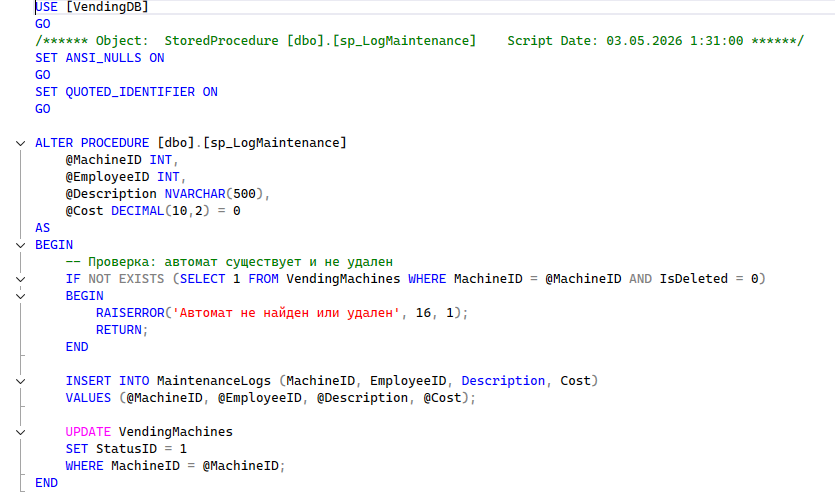 USE [VendingDB]
GO
/****** Object:  StoredProcedure [dbo].[sp_LogMaintenance]    Script Date: 03.05.2026 1:31:00 ******/
SET ANSI_NULLS ON
GO
SET QUOTED_IDENTIFIER ON
GO

ALTER PROCEDURE [dbo].[sp_LogMaintenance]
    @MachineID INT,
    @EmployeeID INT,
    @Description NVARCHAR(500),
    @Cost DECIMAL(10,2) = 0
AS
BEGIN
    -- Проверка: автомат существует и не удален
    IF NOT EXISTS (SELECT 1 FROM VendingMachines WHERE MachineID = @MachineID AND IsDeleted = 0)
    BEGIN
        RAISERROR('Автомат не найден или удален', 16, 1);
        RETURN;
    END

    INSERT INTO MaintenanceLogs (MachineID, EmployeeID, Description, Cost)
    VALUES (@MachineID, @EmployeeID, @Description, @Cost);

    UPDATE VendingMachines
    SET StatusID = 1
    WHERE MachineID = @MachineID;
END